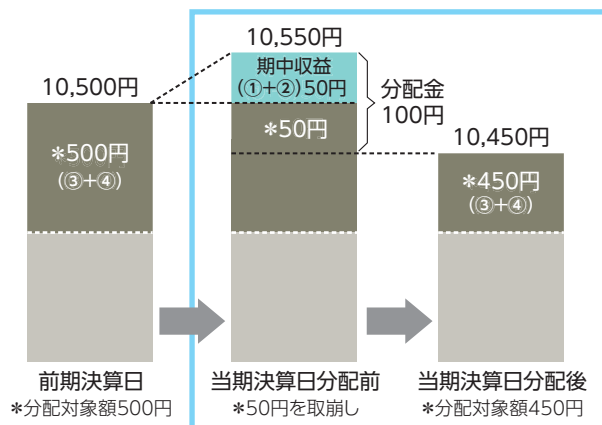 10,500円
*500円
(③+④)
前期決算日
*分配対象額500円
10,550円
期中収益
(①+②)50円
*50円
分配金
100円
当期決算日分配前
*50円を取崩し
10,450円
*450円
(③+④)
当期決算日分配後
*分配対象額450円